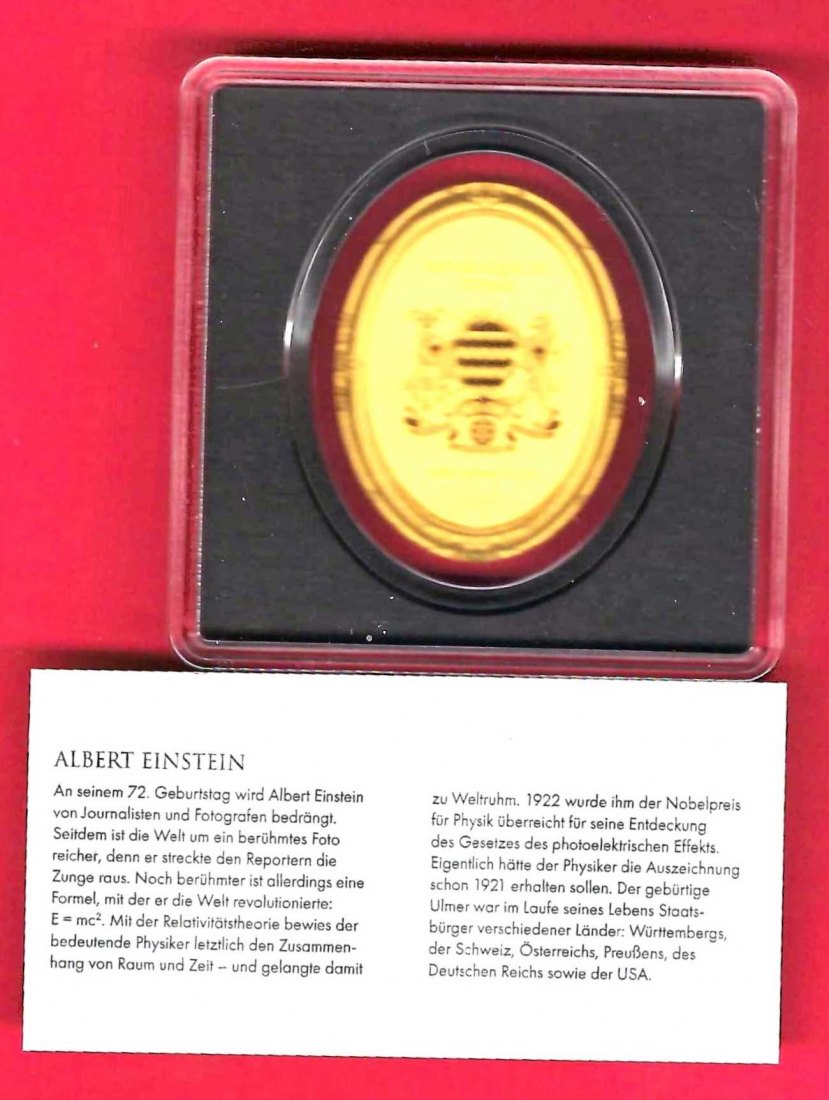 ALBERT EINSTEIN
An seinem 72. Geburtstag wird Albert Einstein
von Journalisten und Fotografen bedrängt.
Seitdem ist die Welt um ein berühmtes Foto
reicher, denn er streckte den Reportern die
Zunge raus. Noch berühmter ist allerdings eine
Formel, mit der er die Welt revolutionierte:
E = mc². Mit der Relativitätstheorie bewies der
bedeutende Physiker letztlich den Zusammen-
hang von Raum und Zeit – und gelangte damit
zu Weltruhm. 1922 wurde ihm der Nobelpreis
für Physik überreicht für seine Entdeckung
des Gesetzes des photoelektrischen Effekts.
Eigentlich hätte der Physiker die Auszeichnung
schon 1921 erhalten sollen. Der gebürtige
Ulmer war im Laufe seines Lebens Staats-
bürger verschiedener Länder: Württembergs,
der Schweiz, Österreichs, Preußens, des
Deutschen Reichs sowie der USA.